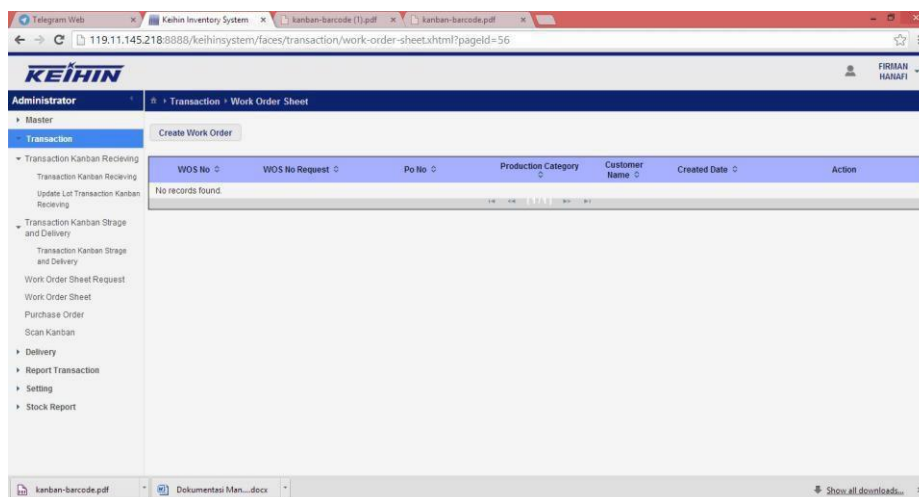 Telegram Web
Keihin Inventory System
kanban-barcode (1).pdf
kanban-barcode.pdf
119.11.145.218:8888/keihinsystem/faces/transaction/work-order-sheet.xhtml?pageId=56
KEIHIN
FIRMAN HANAFI
Administrator
Transaction Work Order Sheet
Master
Transaction
Create Work Order
Transaction Kanban Recieving
Transaction Kanban Recieving
Update Lot Transaction Kanban
Recieving
Transaction Kanban Strage
and Delivery
Transaction Kanban Strage
and Delivery
Work Order Sheet Request
Work Order Sheet
Purchase Order
Scan Kanban
Delivery
Report Transaction
Setting
Stock Report
WOS No WOS No Request Po No Production Category Customer Name Created Date Action
No records found.
kanban-barcode.pdf
Dokumentasi Man....docx
Show all downloads...